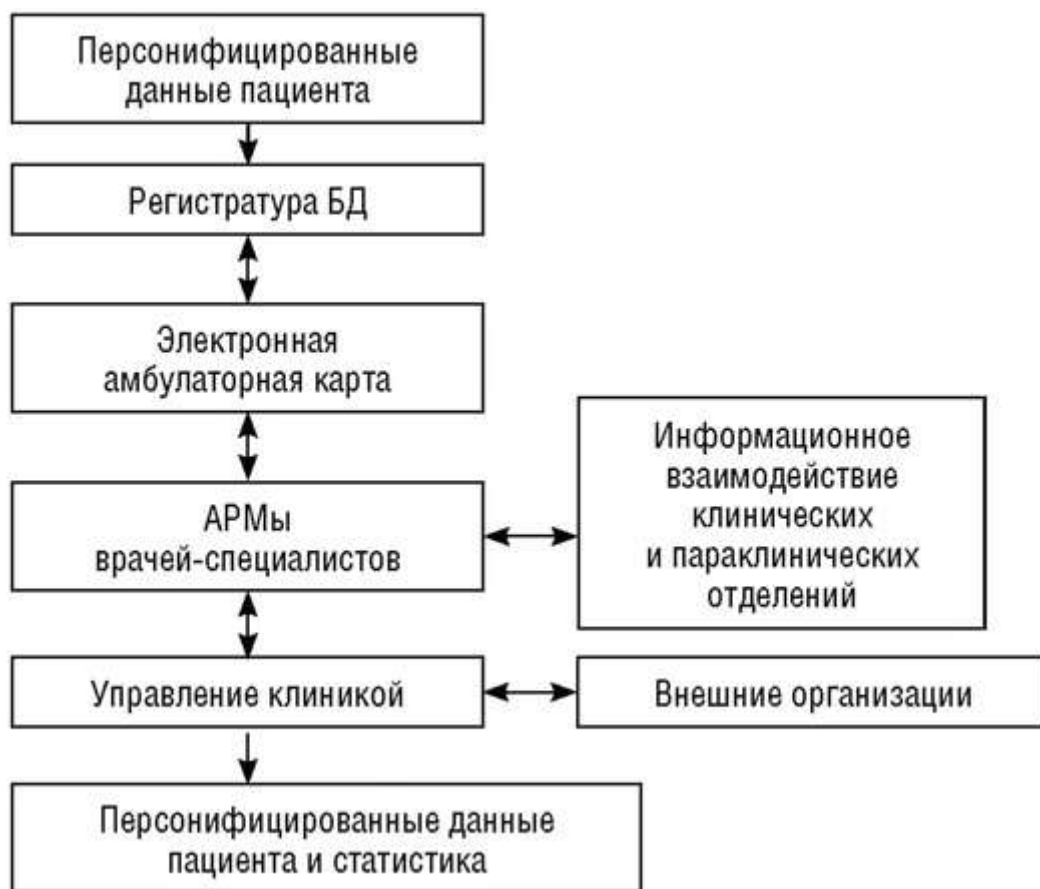 Персонифицированные
данные пациента
Регистратура БД
Электронная
амбулаторная карта
АРМы
врачей-специалистов
Информационное
взаимодействие
клинических
и параклинических
отделений
Управление клиникой
Внешние организации
Персонифицированные данные
пациента и статистика